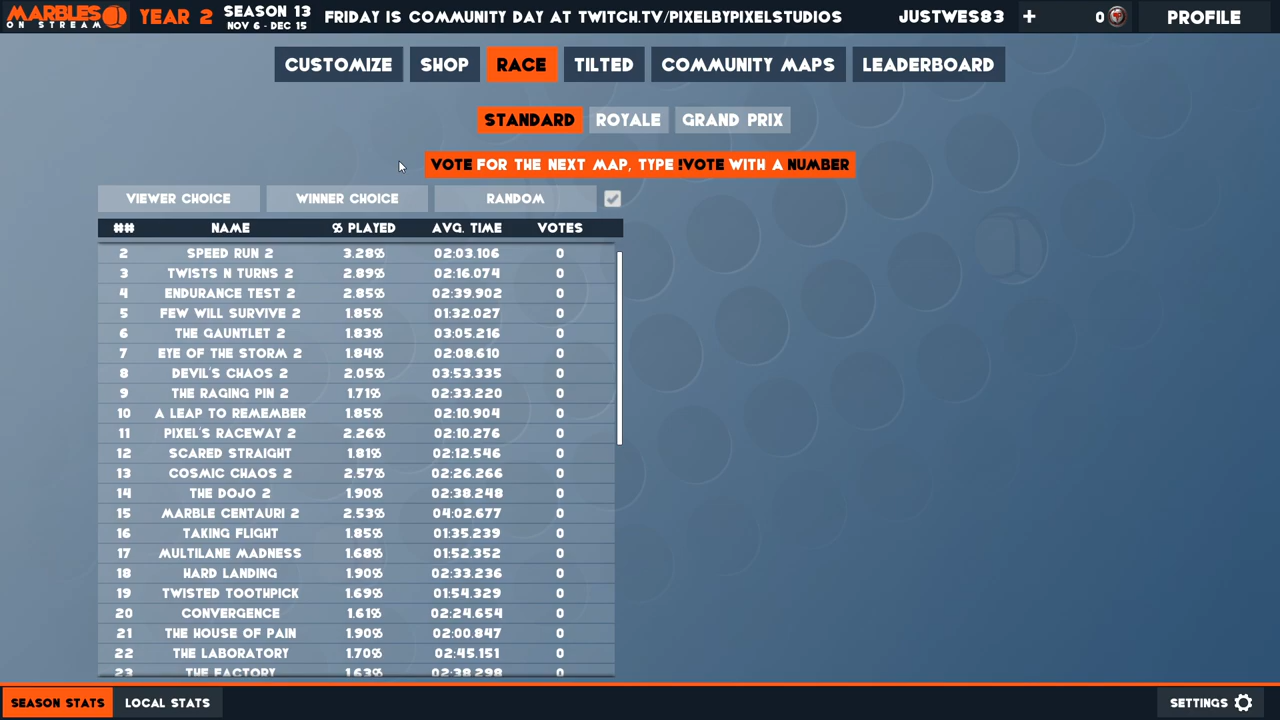 MARBLES ON STREAM
YEAR 2
SEASON 13
NOV 6 - DEC 15
FRIDAY IS COMMUNITY DAY AT TWITCH.TV/PIXELBYPIXELSTUDIOS
JUSTWES83 +
0
PROFILE
CUSTOMIZE SHOP RACE TILTED COMMUNITY MAPS LEADERBOARD
STANDARD ROYALE GRAND PRIX
VOTE FOR THE NEXT MAP, TYPE !VOTE WITH A NUMBER
VIEWER CHOICE WINNER CHOICE RANDOM
## NAME % PLAYED AVG. TIME VOTES
2 SPEED RUN 2 3.28% 02:03.106 0
3 TWISTS N TURNS 2 2.89% 02:16.074 0
4 ENDURANCE TEST 2 2.85% 02:39.902 0
5 FEW WILL SURVIVE 2 1.85% 01:32.027 0
6 THE GAUNTLET 2 1.83% 03:05.216 0
7 EYE OF THE STORM 2 1.84% 02:08.610 0
8 DEVIL'S CHAOS 2 2.05% 03:53.335 0
9 THE RAGING PIN 2 1.71% 02:33.220 0
10 A LEAP TO REMEMBER 1.85% 02:10.904 0
11 PIXEL'S RACEWAY 2 2.26% 02:10.276 0
12 SCARED STRAIGHT 1.81% 02:12.546 0
13 COSMIC CHAOS 2 2.57% 02:26.266 0
14 THE DOJO 2 1.90% 02:38.248 0
15 MARBLE CENTAURI 2 2.53% 04:02.677 0
16 TAKING FLIGHT 1.85% 01:35.239 0
17 MULTILANE MADNESS 1.68% 01:52.352 0
18 HARD LANDING 1.90% 02:33.236 0
19 TWISTED TOOTHPICK 1.69% 01:54.329 0
20 CONVERGENCE 1.61% 02:24.654 0
21 THE HOUSE OF PAIN 1.90% 02:00.847 0
22 THE LABORATORY 1.70% 02:45.151 0
23 THE FACTORY 1.63% 02:38.298 0
SEASON STATS LOCAL STATS SETTINGS